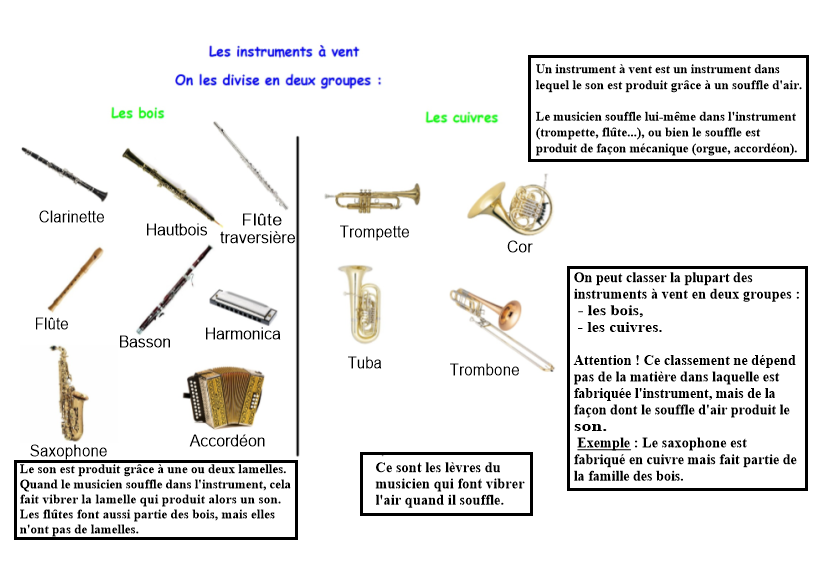 Les instruments à vent
On les divise en deux groupes :
Un instrument à vent est un instrument dans
lequel le son est produit grâce à un souffle d'air.
Le musicien souffle lui-même dans l'instrument
(trompette, flûte...), ou bien le souffle est
produit de façon mécanique (orgue, accordéon).
Les bois
Clarinette
Hautbois
Flûte
traversière
Flûte
Basson
Harmonica
Saxophone
Accordéon
Le son est produit grâce à une ou deux lamelles.
Quand le musicien souffle dans l'instrument, cela
fait vibrer la lamelle qui produit alors un son.
Les flûtes font aussi partie des bois, mais elles
n'ont pas de lamelles.
Les cuivres
Trompette
Cor
Tuba
Trombone
Ce sont les lèvres du
musicien qui font vibrer
l'air quand il souffle.
On peut classer la plupart des
instruments à vent en deux groupes :
- les bois,
- les cuivres.
Attention ! Ce classement ne dépend
pas de la matière dans laquelle est
fabriquée l'instrument, mais de la
façon dont le souffle d'air produit le
son.
Exemple : Le saxophone est
fabriqué en cuivre mais fait partie de
la famille des bois.